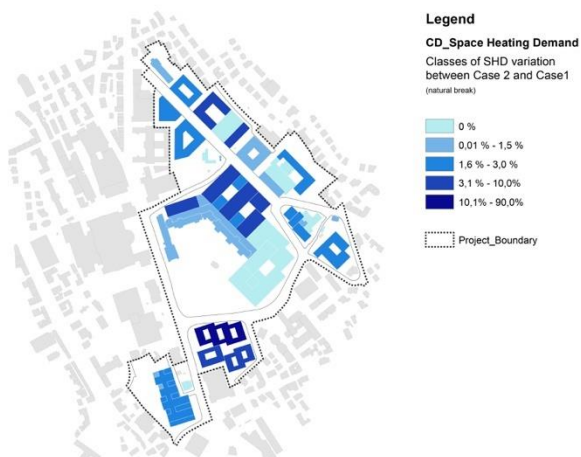 Legend
CD_Space Heating Demand
Classes of SHD variation
between Case 2 and Case1
(natural break)
0 %
0,01 % - 1,5 %
1,6 % - 3,0 %
3,1 % - 10,0%
10,1% - 90,0%
Project_Boundary